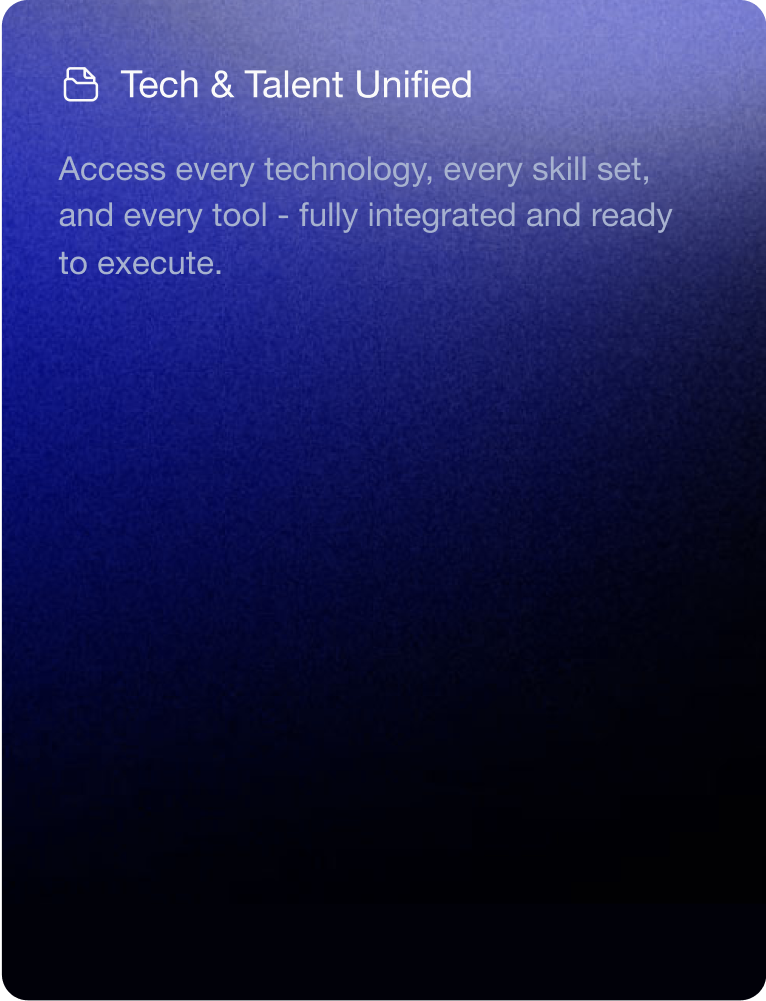 Tech & Talent Unified
Access every technology, every skill set,
and every tool - fully integrated and ready
to execute.